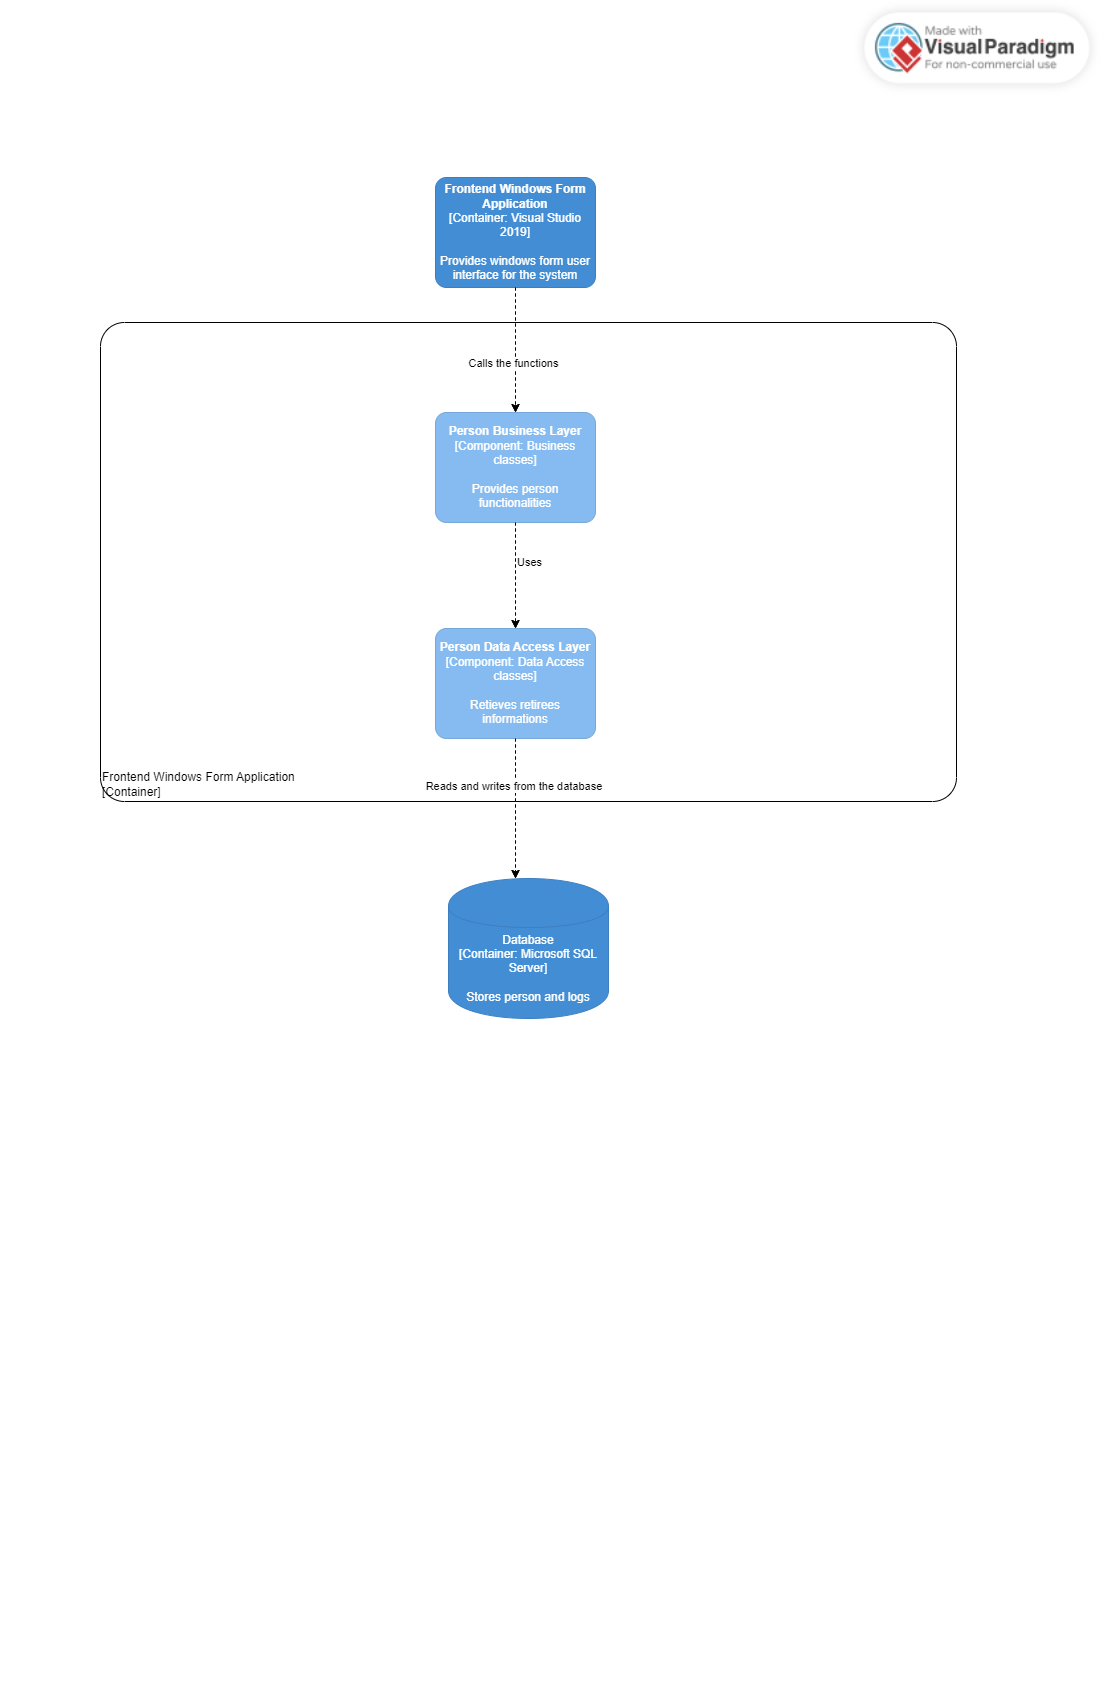 Made with
Visual Paradigm
For non-commercial use
Frontend Windows Form
Application
[Container: Visual Studio
2019]
Provides windows form user
interface for the system
Calls the functions
Person Business Layer
[Component: Business
classes]
Provides person
functionalities
Uses
Person Data Access Layer
[Component: Data Access
classes]
Retieves retirees
informations
Frontend Windows Form Application
[Container]
Reads and writes from the database
Database
[Container: Microsoft SQL
Server]
Stores person and logs